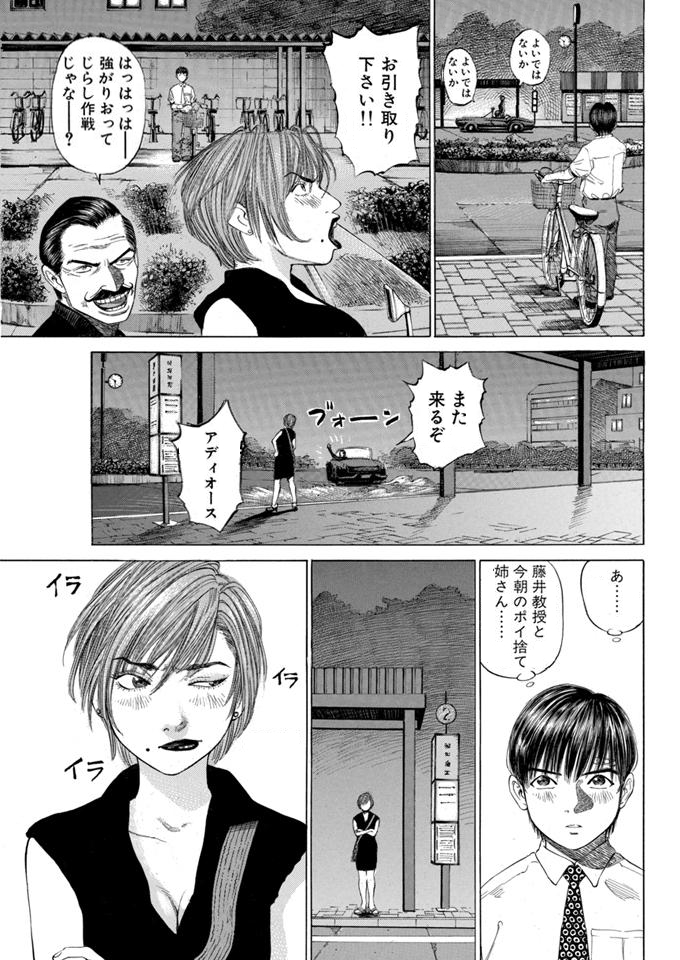 よいでは
ないか
よいでは
ないか
お引き取り
下さい!!
はっはっは—
強がりおって
じらし作戦
じゃな—?
また
来るぞ
ブォーン
アディオース
あ……
藤井教授と
今朝のポイ捨て
姉さん……
2
イラ
イラ
イラ